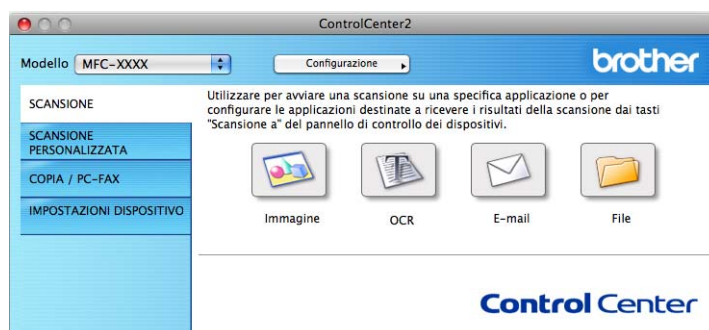 ControlCenter2
Modello MFC-XXXX Configurazione brother
SCANSIONE
SCANSIONE
PERSONALIZZATA
COPIA / PC-FAX
IMPOSTAZIONI DISPOSITIVO
Utilizzare per avviare una scansione su una specifica applicazione o per
configurare le applicazioni destinate a ricevere i risultati della scansione dai tasti
"Scansione a" del pannello di controllo dei dispositivi.
Immagine OCR E-mail File
Control Center